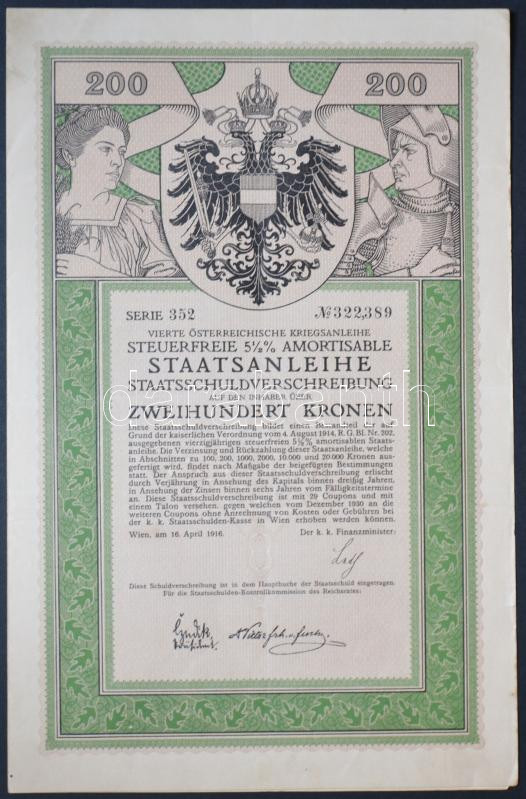 200 200
SERIE 352 № 322,389
VIERTE ÖSTERREICHISCHE KRIEGSANLEIHE
STEUERFREIE 5½% AMORTISABLE
STAATSANLEIHE
STAATSSCHULDVERSCHREIBUNG
AUF DEN INHABER ÜBER
ZWEIHUNDERT KRONEN
Diese Staatsschuldverschreibung bildet einen Bestandteil der auf
Grund der kaiserlichen Verordnung vom 4. August 1914, R. G. Bl. Nr. 202,
ausgegebenen vierzigjährigen steuerfreien 5½% amortisablen Staats-
anleihe. Die Verzinsung und Rückzahlung dieser Staatsanleihe, welche
in Abschnitten zu 100, 200, 1000, 2000, 10.000 und 20.000 Kronen aus-
gefertigt wird, findet nach Maßgabe der beigefügten Bestimmungen
statt. Der Anspruch aus dieser Staatsschuldverschreibung erlischt
durch Verjährung in Ansehung des Kapitals binnen dreißig Jahren,
in Ansehung der Zinsen binnen sechs Jahren vom Fälligkeitstermine
an. Diese Staatsschuldverschreibung ist mit 29 Coupons und mit
einem Talon versehen, gegen welchen vom Dezember 1930 an die
weiteren Coupons ohne Anrechnung von Kosten oder Gebühren bei
der k. k. Staatsschulden-Kasse in Wien erhoben werden können.
Wien, am 16. April 1916. Der k. k. Finanzminister:
Diese Schuldverschreibung ist in dem Hauptbuche der Staatsschuld eingetragen.
Für die Staatsschulden-Kontrollkommission des Reichsrates:
darabanth